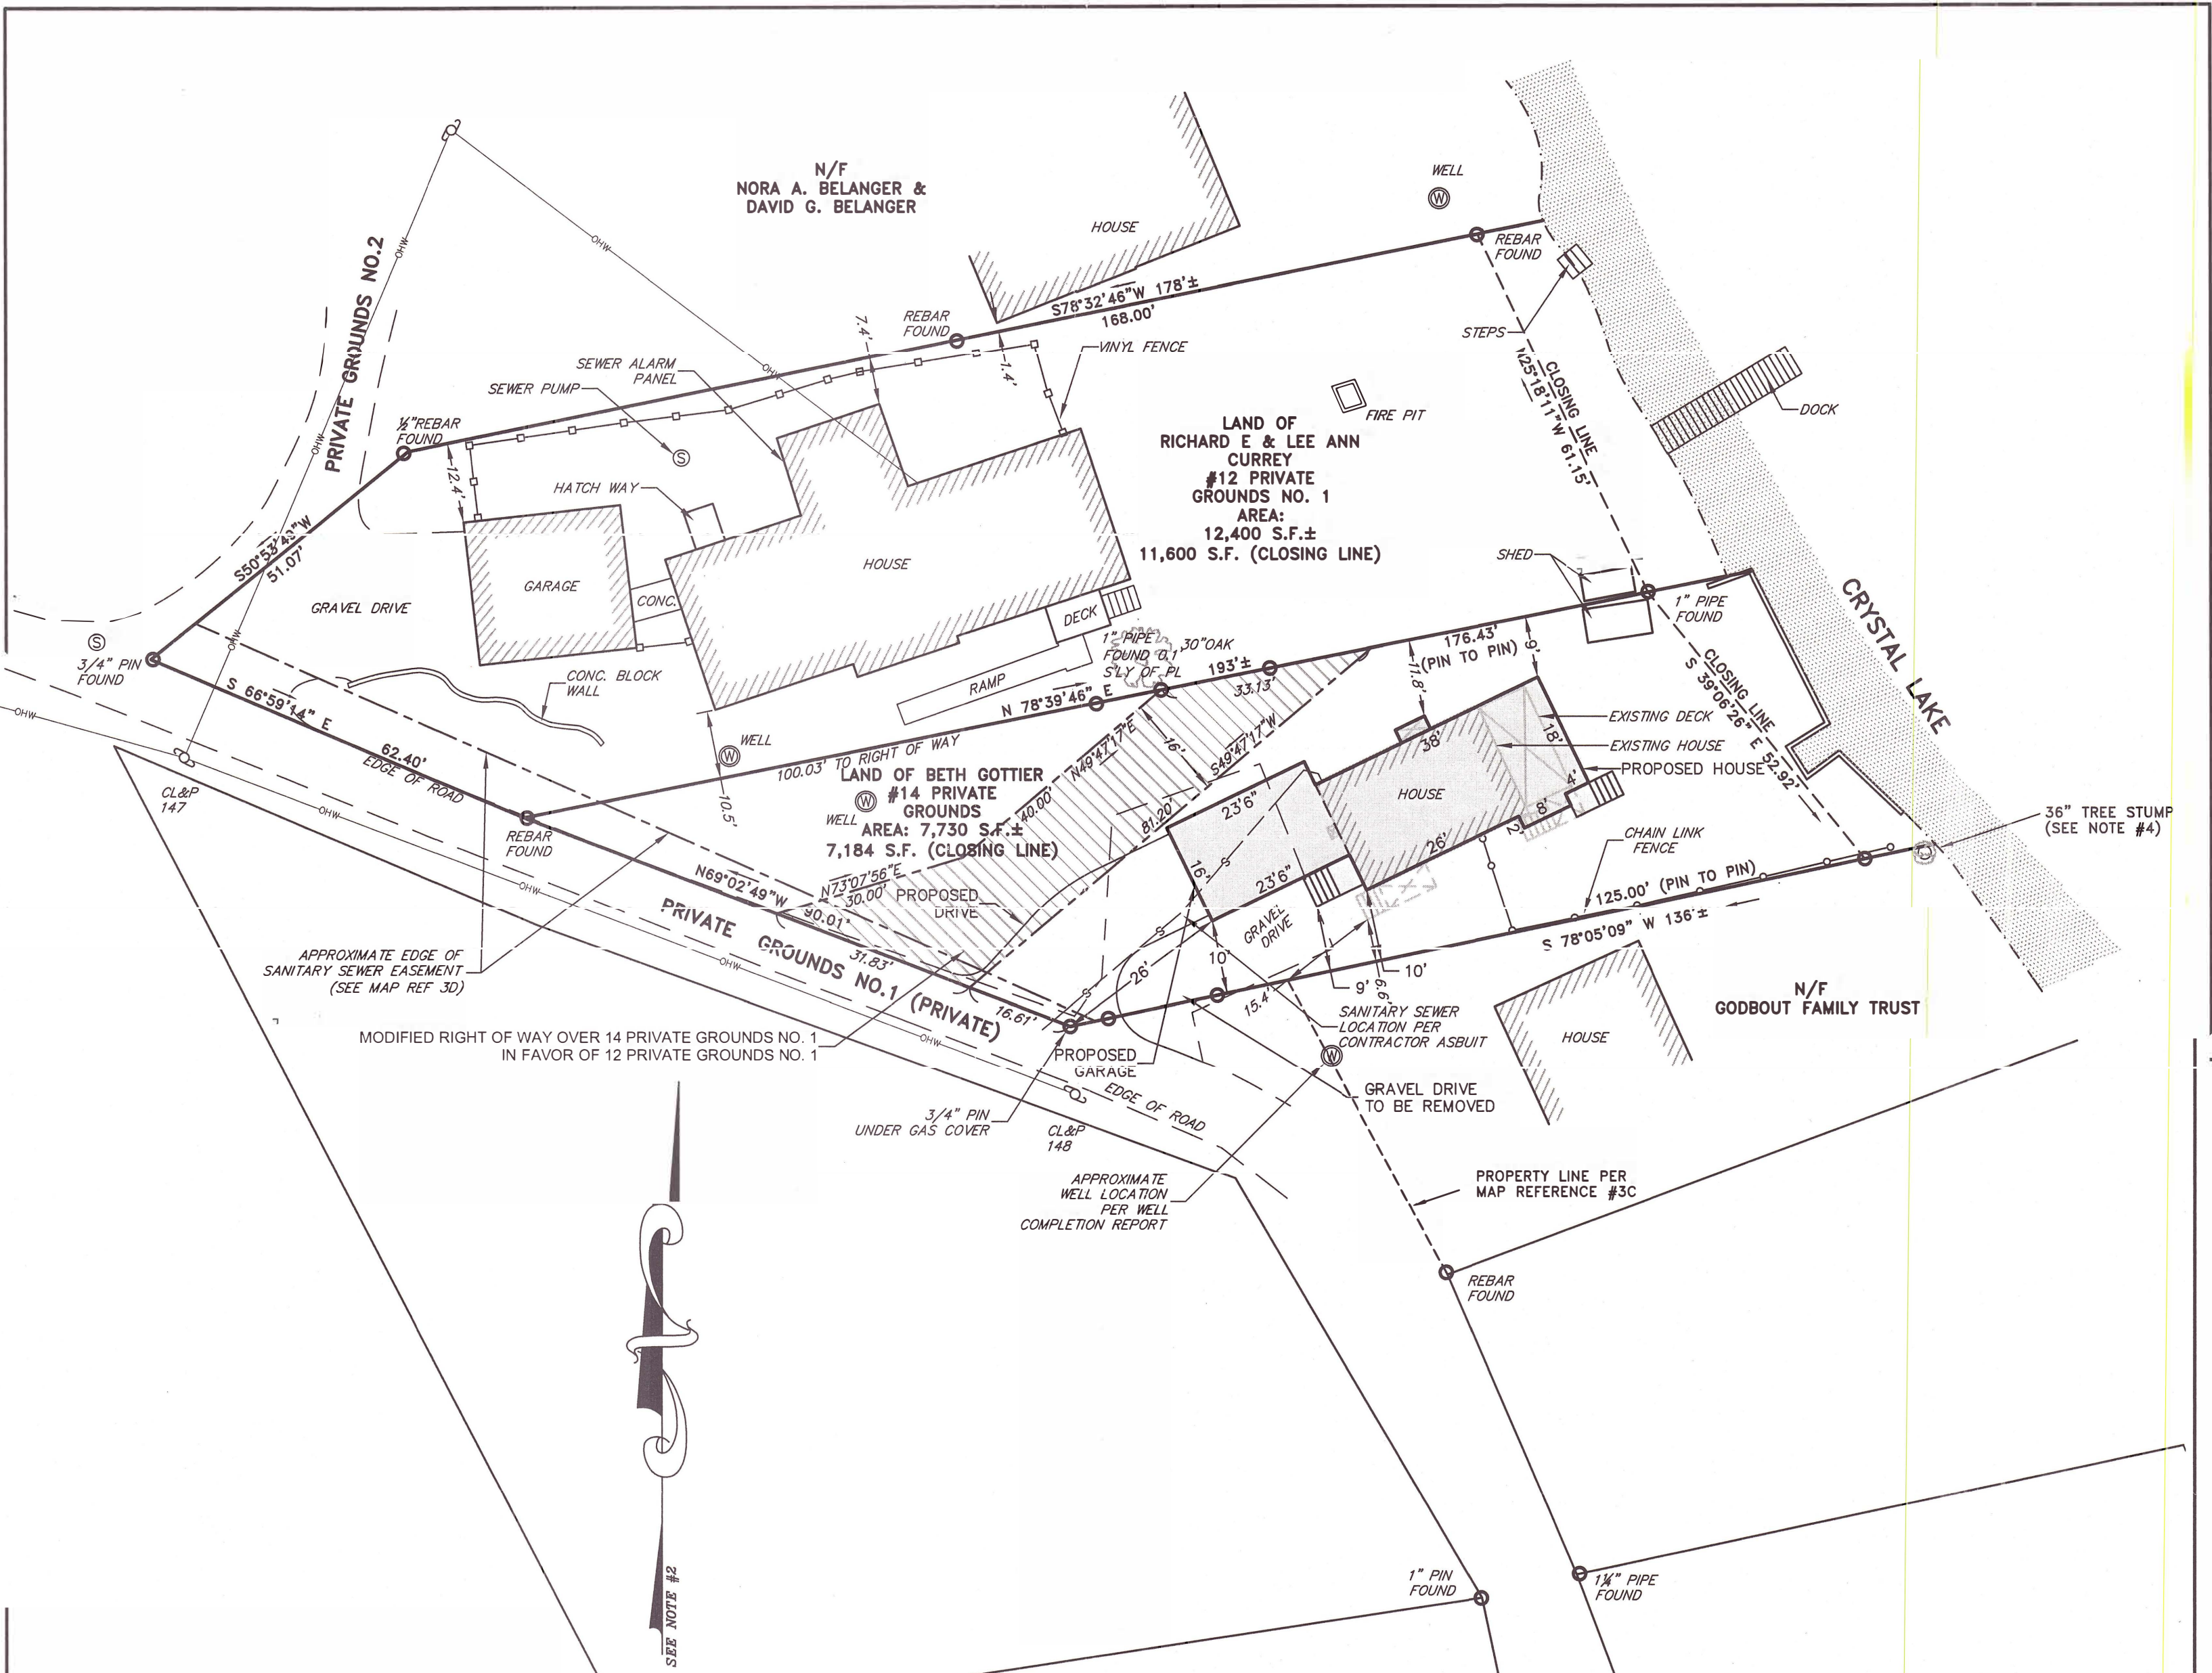 N/F
NORA A. BELANGER &
DAVID G. BELANGER
HOUSE
WELL
W
REBAR
FOUND
STEPS
S78°32'46"W 178'±
168.00'
PRIVATE GROUNDS NO.2
OHW
OHW
OHW
OHW
OHW
OHW
REBAR
FOUND
7.4'
1.4'
VINYL FENCE
SEWER ALARM
PANEL
SEWER PUMP
S
1/2"REBAR
FOUND
12.4'
HATCH WAY
FIRE PIT
CLOSING LINE
N25°18'11"W 61.15'
DOCK
LAND OF
RICHARD E & LEE ANN
CURREY
#12 PRIVATE
GROUNDS NO. 1
AREA:
12,400 S.F.±
11,600 S.F. (CLOSING LINE)
51.07'
GRAVEL DRIVE
GARAGE
CONC.
HOUSE
DECK
RAMP
SHED
1" PIPE
FOUND
CRYSTAL LAKE
S
3/4" PIN
FOUND
CONC. BLOCK
WALL
1" PIPE
FOUND 0.1'
S'LY OF PL
30"OAK
193'±
33.13'
176.43'
(PIN TO PIN)
11.8'
9'
N 78°39'46" E
100.03' TO RIGHT OF WAY
S 66°59'14" E
62.40'
EDGE OF ROAD
OHW
CL&P
147
OHW
REBAR
FOUND
WELL
W
10.5'
LAND OF BETH GOTTIER
#14 PRIVATE
GROUNDS
AREA: 7,730 S.F.±
7,184 S.F. (CLOSING LINE)
WELL
W
N49°47'17"E
40.00'
16'
S49°47'17"W
81.20'
CLOSING LINE
S 39°06'26" E 52.92'
EXISTING DECK
EXISTING HOUSE
PROPOSED HOUSE
38'
18'
4'
8'
2'
26'
HOUSE
23'6"
16'
23'6"
36" TREE STUMP
(SEE NOTE #4)
CHAIN LINK
FENCE
125.00' (PIN TO PIN)
S 78°05'09" W 136'±
N73°07'56"E
30.00'
PROPOSED
DRIVE
N69°02'49"W
90.01'
31.83'
16.61'
OHW
OHW
OHW
PRIVATE GROUNDS NO.1 (PRIVATE)
APPROXIMATE EDGE OF
SANITARY SEWER EASEMENT
(SEE MAP REF 3D)
MODIFIED RIGHT OF WAY OVER 14 PRIVATE GROUNDS NO. 1
IN FAVOR OF 12 PRIVATE GROUNDS NO. 1
GRAVEL
DRIVE
S
S
S
26'
10'
15.4'
9'
10'
6.6'
SANITARY SEWER
LOCATION PER
CONTRACTOR ASBUIT
W
N/F
GODBOUT FAMILY TRUST
HOUSE
PROPOSED
GARAGE
EDGE OF ROAD
GRAVEL DRIVE
TO BE REMOVED
3/4" PIN
UNDER GAS COVER
CL&P
148
APPROXIMATE
WELL LOCATION
PER WELL
COMPLETION REPORT
PROPERTY LINE PER
MAP REFERENCE #3C
REBAR
FOUND
SEE NOTE #2
1" PIN
FOUND
1¼" PIPE
FOUND